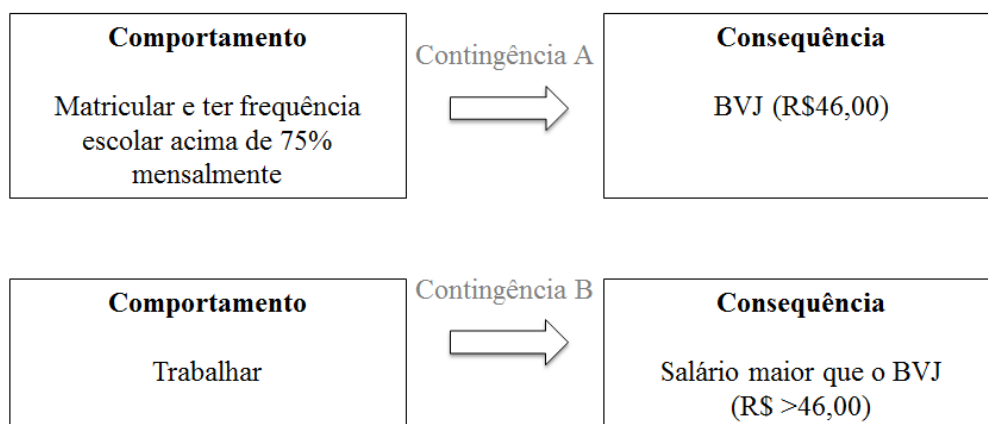 Comportamento
Matricular e ter frequência
escolar acima de 75%
mensalmente
Contingência A
Consequência
BVJ (R$46,00)
Comportamento
Trabalhar
Contingência B
Consequência
Salário maior que o BVJ
(R$ >46,00)